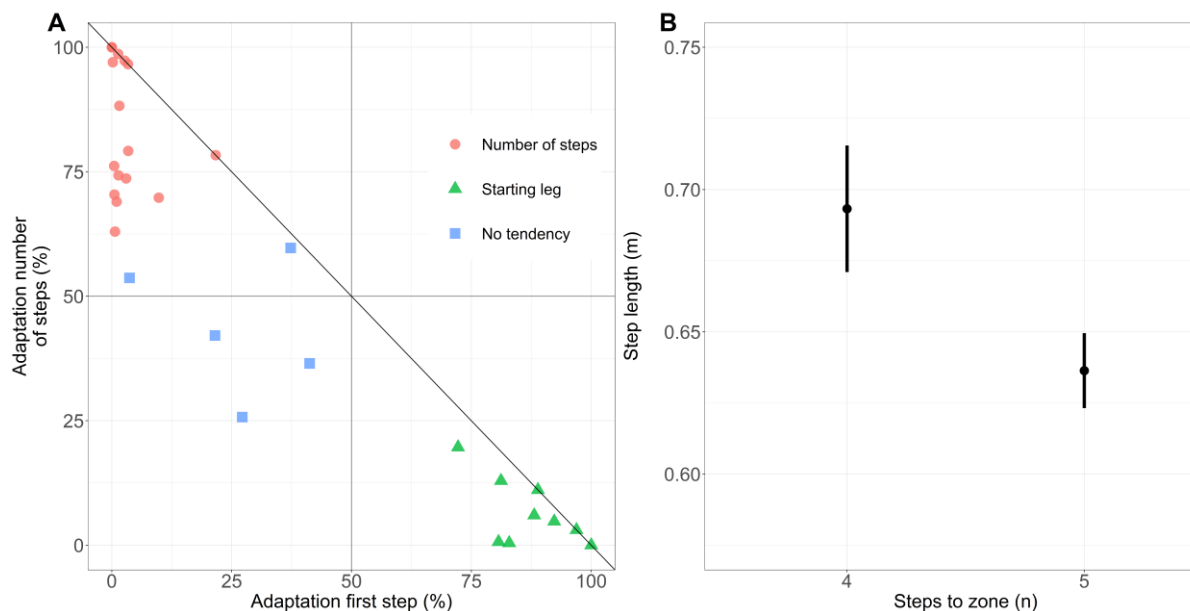 A
Adaptation number
of steps (%)
100
75
50
25
0
Number of steps
Starting leg
No tendency
0 25 50 75 100
Adaptation first step (%)
B
Step length (m)
0.75
0.70
0.65
0.60
4 5
Steps to zone (n)